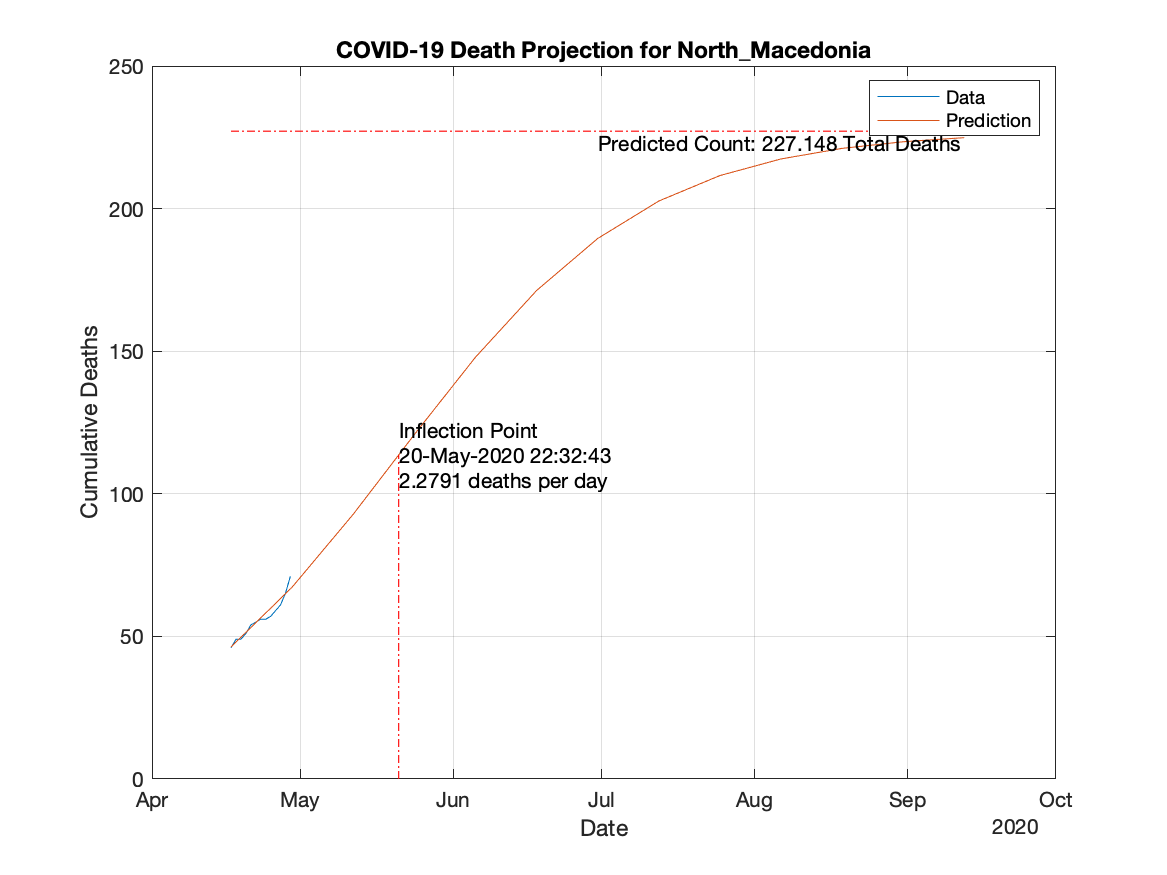 COVID-19 Death Projection for North_Macedonia
250
200
150
100
50
0
Cumulative Deaths
Data
Prediction
Predicted Count: 227.148 Total Deaths
Inflection Point
20-May-2020 22:32:43
2.2791 deaths per day
Apr May Jun Jul Aug Sep Oct
Date
2020